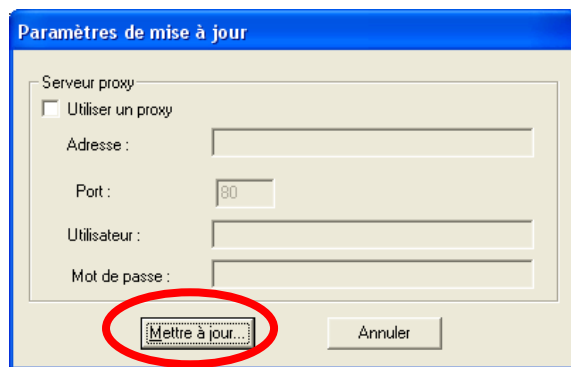 Paramètres de mise à jour
Serveur proxy
Utiliser un proxy
Adresse :
Port : 80
Utilisateur :
Mot de passe :
Mettre à jour... Annuler